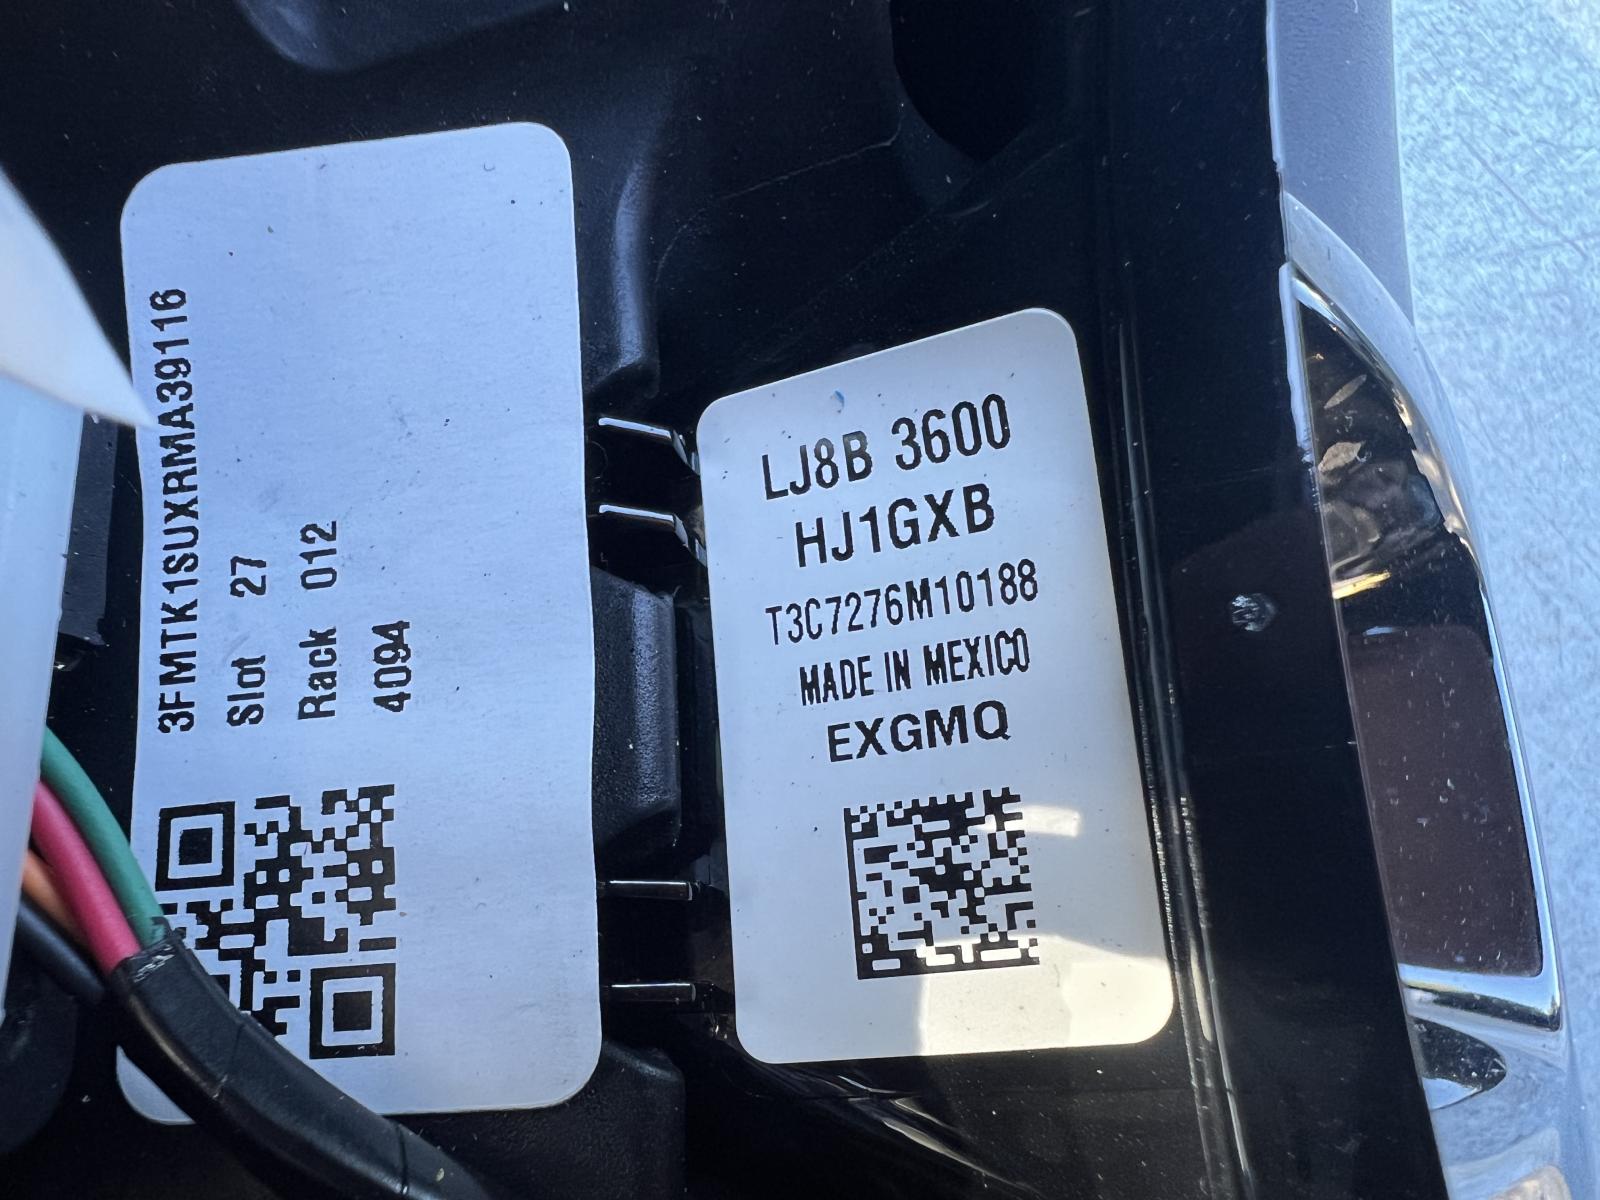 3FMTK1SUXRMA39116
Slot 27
Rack 012
4094
LJ8B 3600
HJ1GXB
T3C7276M10188
MADE IN MEXICO
EXGMQ